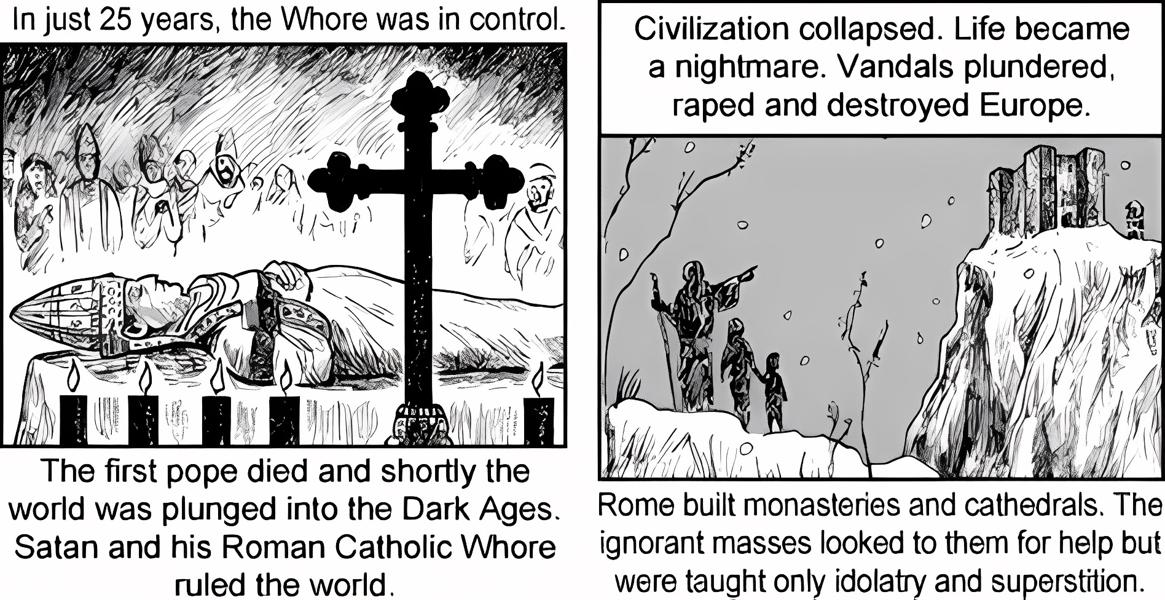 In just 25 years, the Whore was in control.
The first pope died and shortly the
world was plunged into the Dark Ages.
Satan and his Roman Catholic Whore
ruled the world.
Civilization collapsed. Life became
a nightmare. Vandals plundered,
raped and destroyed Europe.
Rome built monasteries and cathedrals. The
ignorant masses looked to them for help but
were taught only idolatry and superstition.